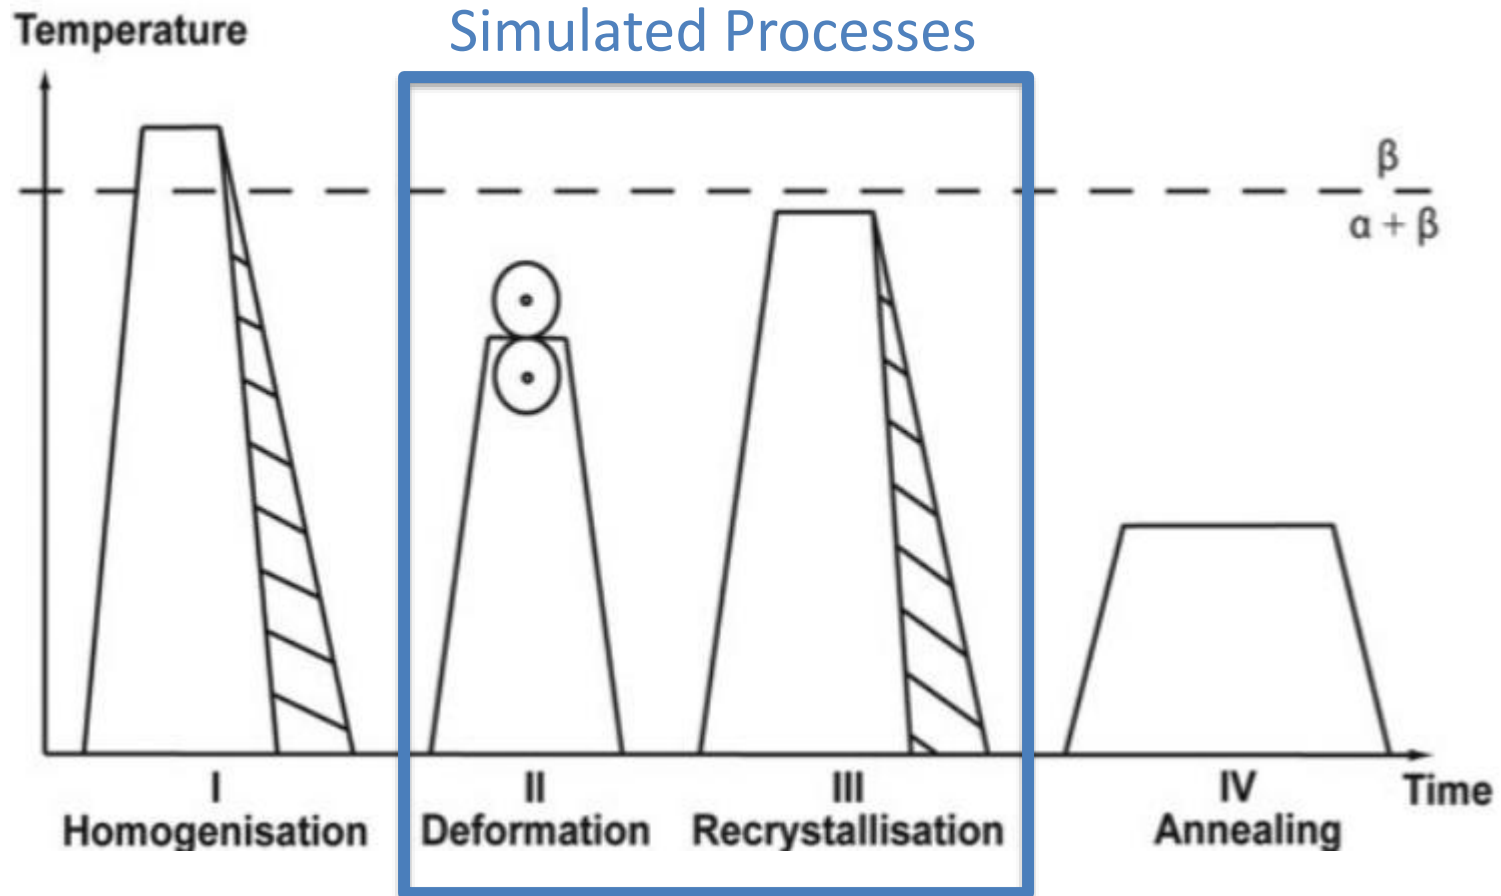 Temperature
Simulated Processes
β
α + β
I
II
III
IV
Time
Homogenisation
Deformation
Recrystallisation
Annealing